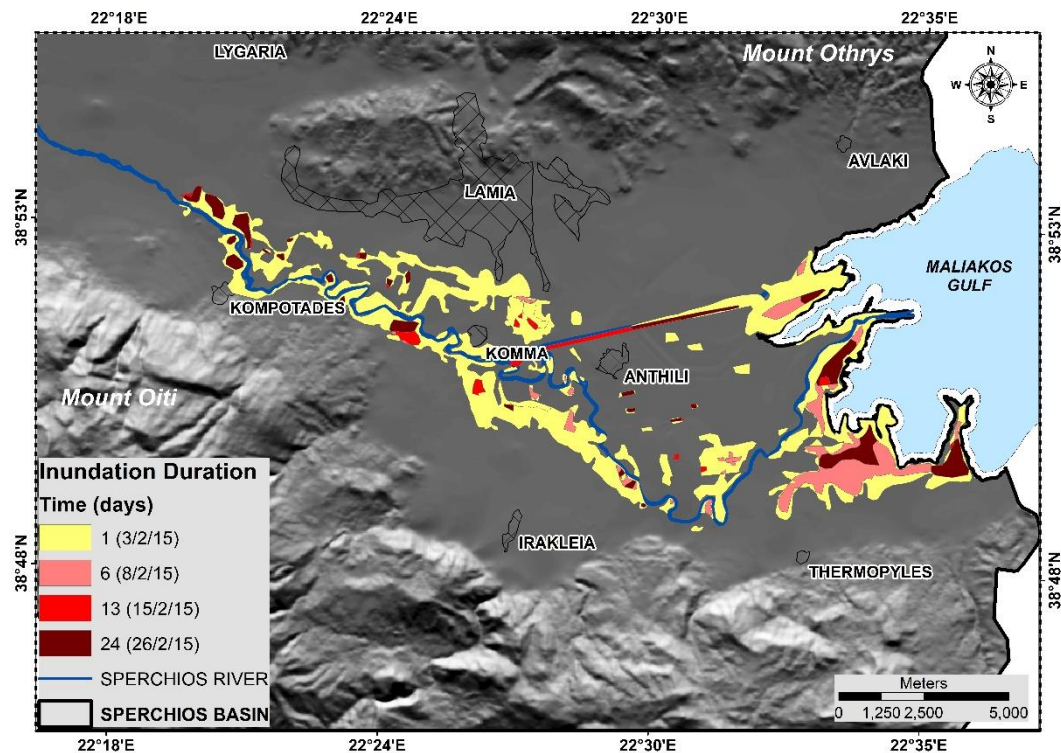 22°18'E 22°24'E 22°30'E 22°35'E
LYGARIA
Mount Othrys
N
W E
S
AVLAKI
LAMIA
38°53'N 38°53'N
MALIAKOS
GULF
KOMPOTADES
KOMMA
ANTHILI
Mount Oiti
Inundation Duration
Time (days)
1 (3/2/15)
6 (8/2/15)
13 (15/2/15)
24 (26/2/15)
SPERCHIOS RIVER
SPERCHIOS BASIN
IRAKLEIA
THERMOPYLES
38°48'N 38°48'N
Meters
0 1,250 2,500 5,000
22°18'E 22°24'E 22°30'E 22°35'E